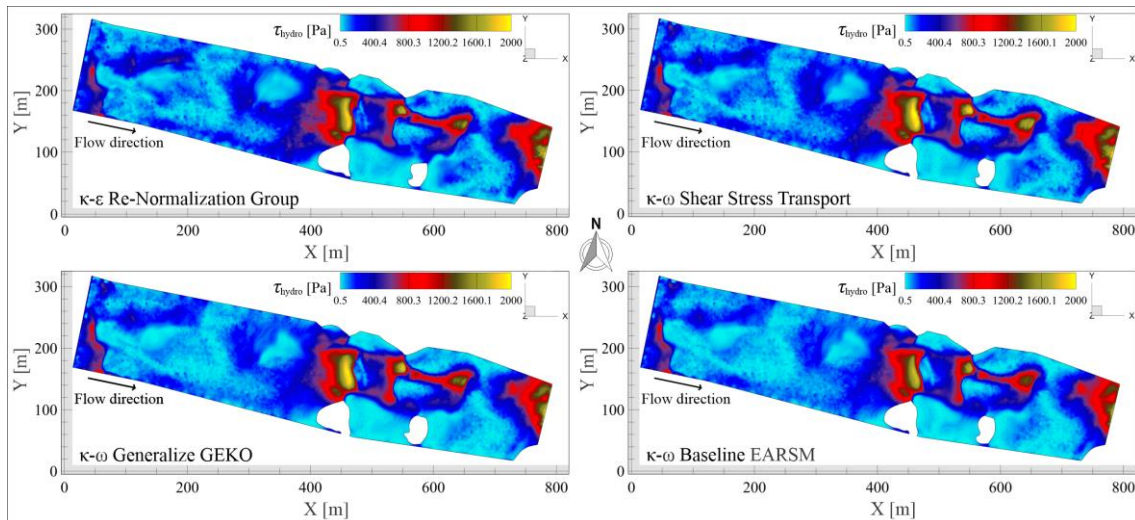 τhydro [Pa]
0.5 400.4 800.3 1200.2 1600.1 2000
Y
Z X
300
200
100
0
Y [m]
Flow direction
κ-ε Re-Normalization Group
0 200 400 600 800
X [m]
τhydro [Pa]
0.5 400.4 800.3 1200.2 1600.1 2000
Y
Z X
300
200
100
0
Y [m]
Flow direction
κ-ω Shear Stress Transport
0 200 400 600 800
X [m]
N
τhydro [Pa]
0.5 400.4 800.3 1200.2 1600.1 2000
Y
Z X
300
200
100
0
Y [m]
Flow direction
κ-ω Generalize GEKO
0 200 400 600 800
X [m]
τhydro [Pa]
0.5 400.4 800.3 1200.2 1600.1 2000
Y
Z X
300
200
100
0
Y [m]
Flow direction
κ-ω Baseline EARSM
0 200 400 600 800
X [m]